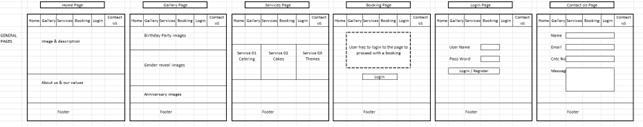 Home Page
Gallery Page
Services Page
Booking Page
Login Page
Contact us Page
GENERAL
PAGES
Home Gallery Services Booking Login Contact us
Image & description
About us & our values
Footer
Home Gallery Services Booking Login Contact us
Birthday Party images
Gender reveal images
Anniversary images
Footer
Home Gallery Services Booking Login Contact us
Service 01 Service 02 Service 03
Catering Cakes Themes
Footer
Home Gallery Services Booking Login Contact us
User has to login to the page to
proceed with a booking
Login
Footer
Home Gallery Services Booking Login Contact us
User Name
Pass Word
Login / Register
Footer
Home Gallery Services Booking Login Contact us
Name
Email
Cntc No
Message
Footer